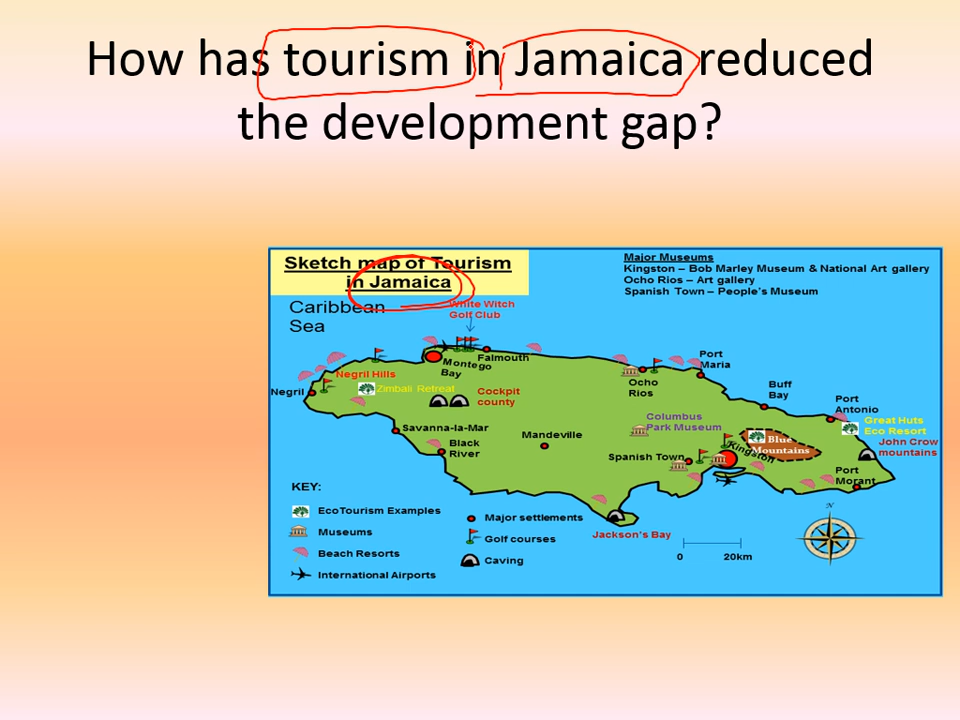 How has tourism in Jamaica reduced
the development gap?
Sketch map of Tourism
in Jamaica
Major Museums
Kingston – Bob Marley Museum & National Art gallery
Ocho Rios – Art gallery
Spanish Town – People's Museum
Caribbean
Sea
White Witch
Golf Club
Falmouth
Montego
Bay
Negril Hills
Negril
Zimbali Retreat
Cockpit
county
Ocho
Rios
Port
Maria
Buff
Bay
Port
Antonio
Great Huts
Eco Resort
John Crow
mountains
Columbus
Park Museum
Blue
Mountains
Kingston
Savanna-la-Mar
Black
River
Mandeville
Spanish Town
Port
Morant
Jackson's Bay
KEY:
EcoTourism Examples
Museums
Beach Resorts
International Airports
Major settlements
Golf courses
Caving
0 20km
N